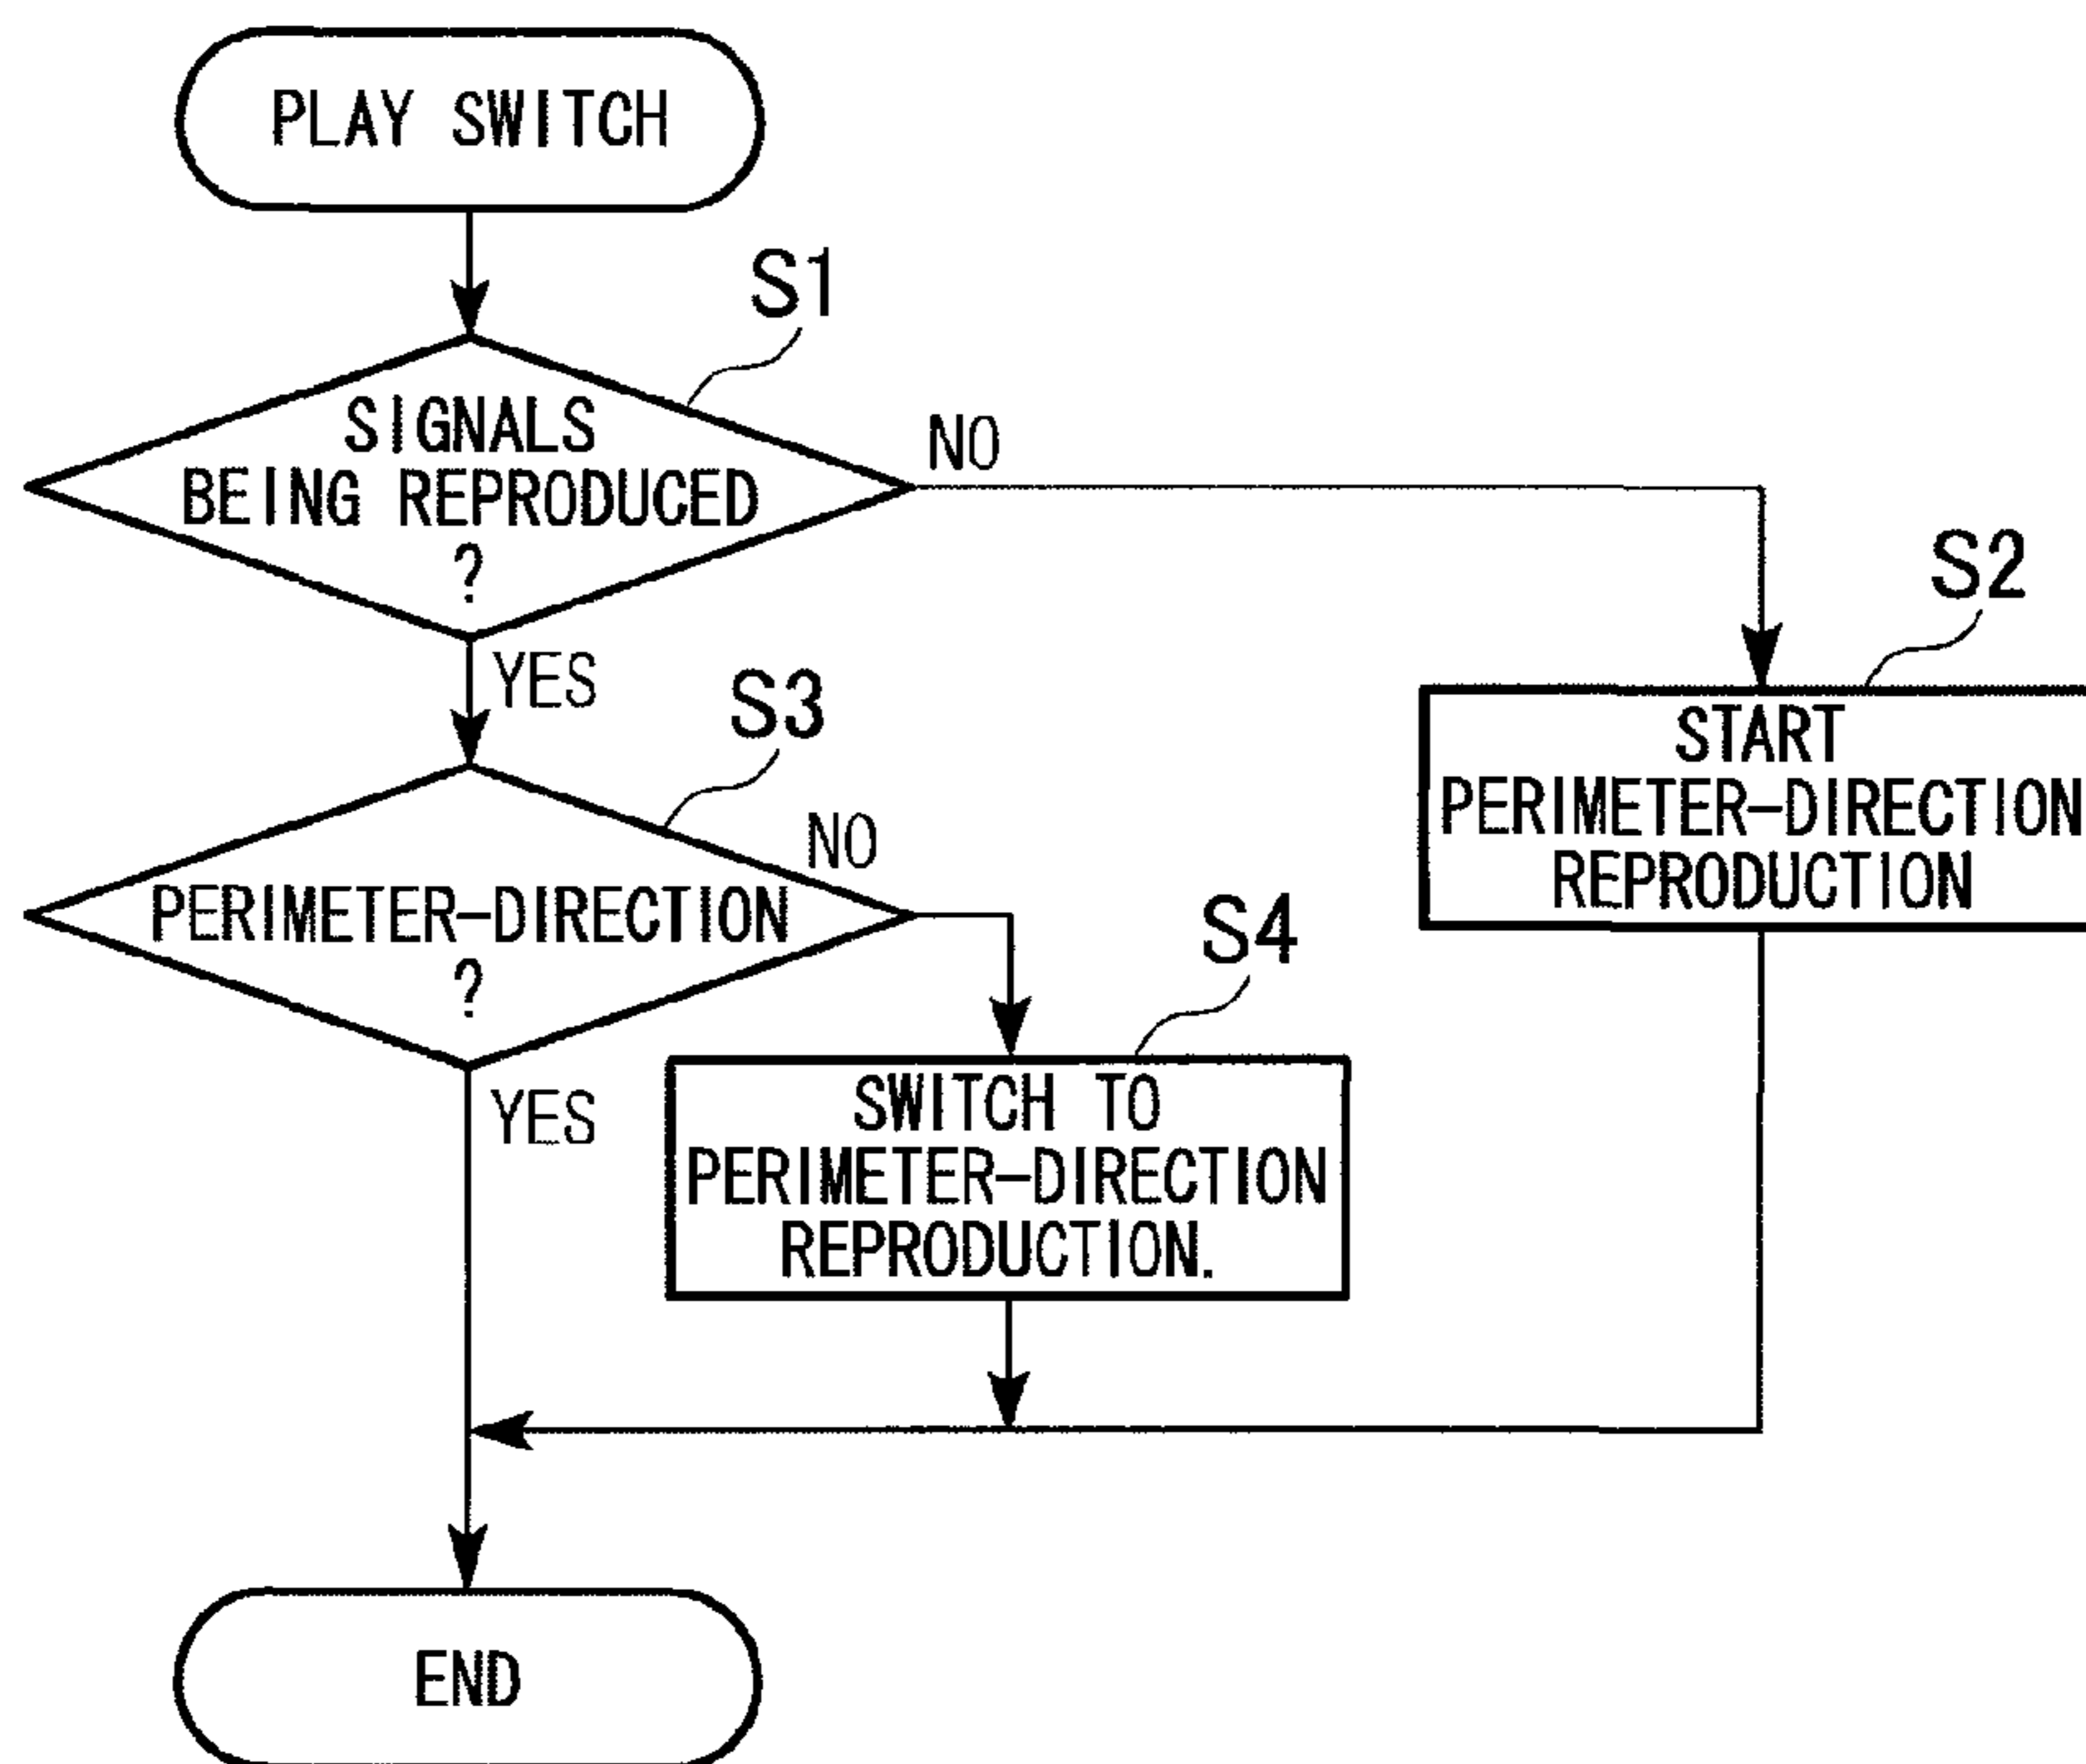 PLAY SWITCH
S1
SIGNALS
BEING REPRODUCED
?
NO
YES
S2
START
PERIMETER-DIRECTION
REPRODUCTION
S3
PERIMETER-DIRECTION
?
NO
YES
S4
SWITCH TO
PERIMETER-DIRECTION
REPRODUCTION.
END